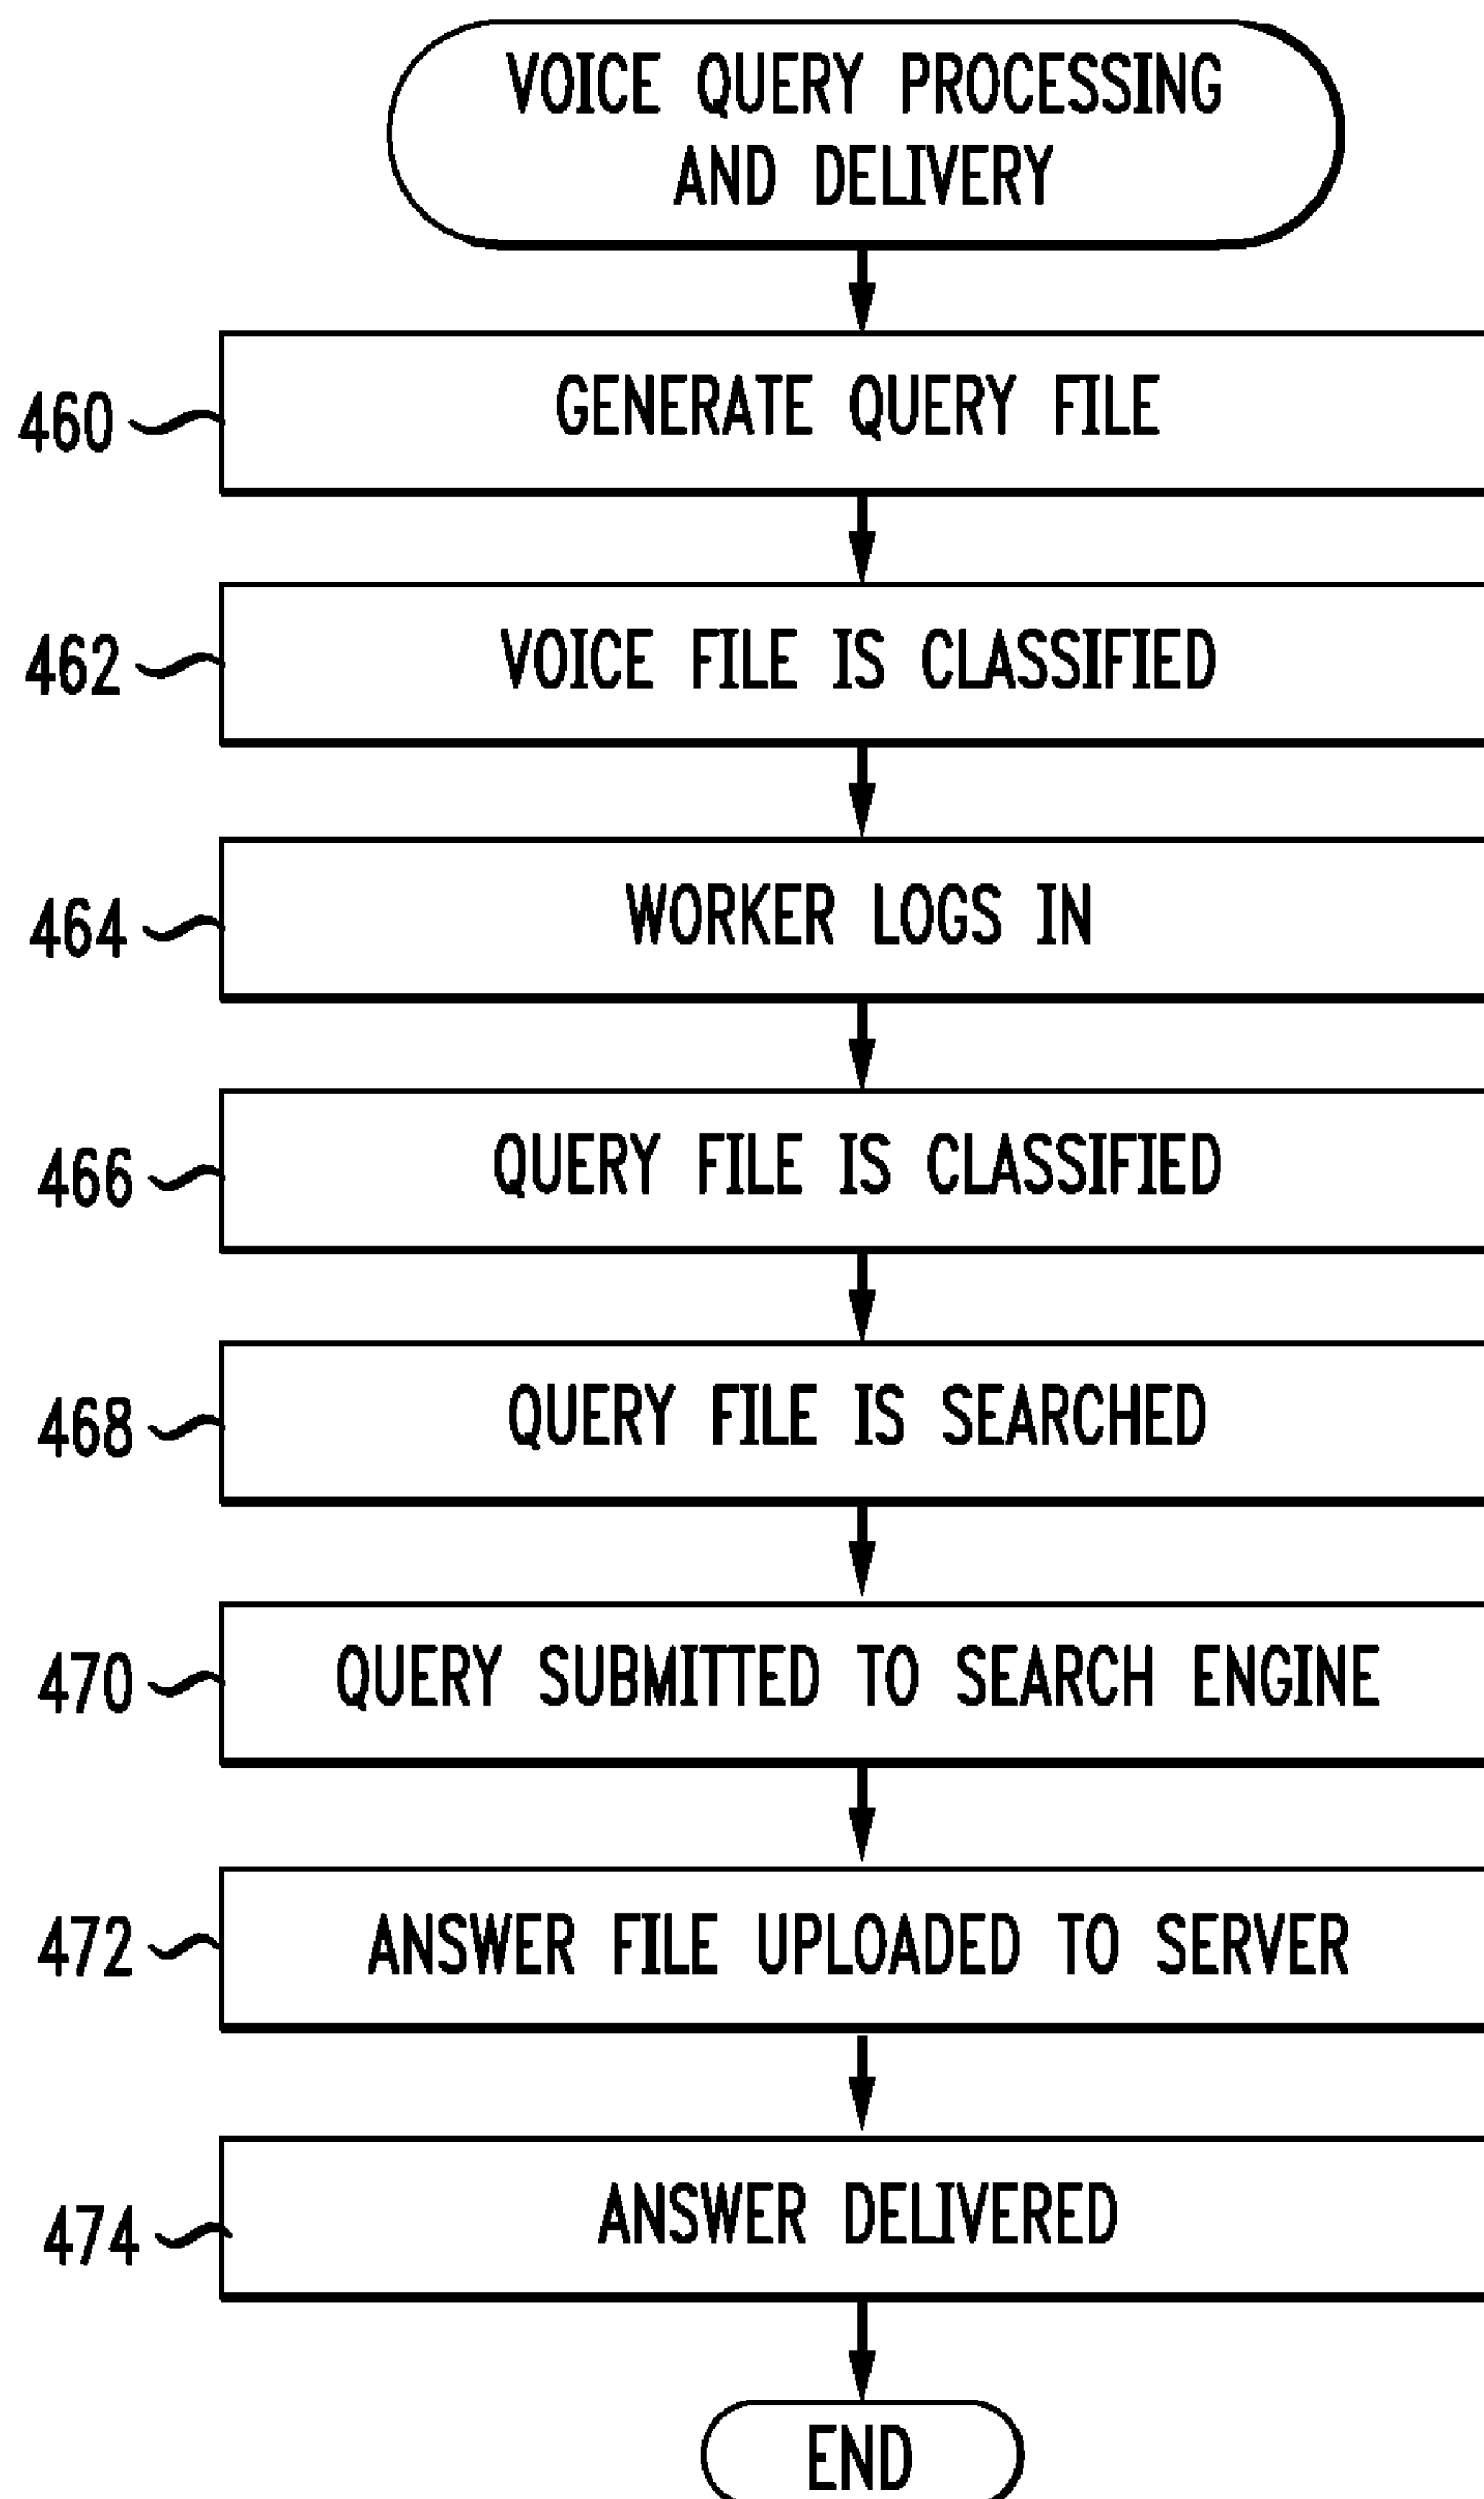 VOICE QUERY PROCESSING
AND DELIVERY
460
GENERATE QUERY FILE
462
VOICE FILE IS CLASSIFIED
464
WORKER LOGS IN
466
QUERY FILE IS CLASSIFIED
468
QUERY FILE IS SEARCHED
470
QUERY SUBMITTED TO SEARCH ENGINE
472
ANSWER FILE UPLOADED TO SERVER
474
ANSWER DELIVERED
END